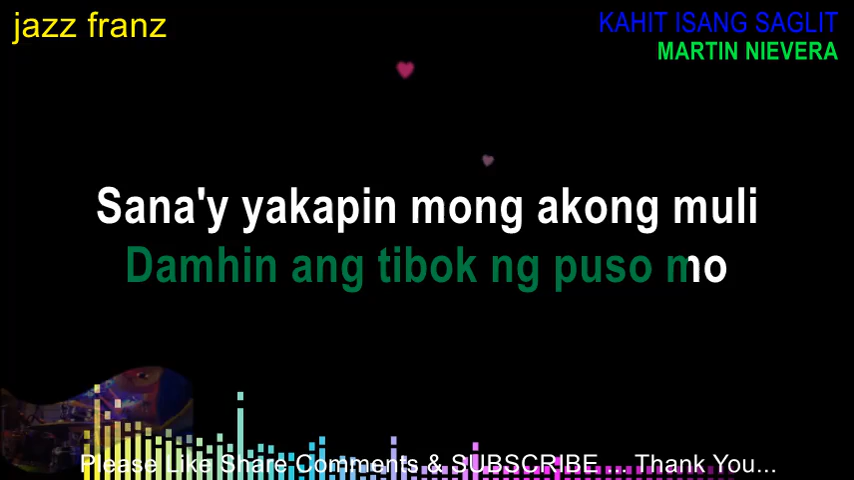 jazz franz
KAHIT ISANG SAGLIT
MARTIN NIEVERA
Sana'y yakapin mong akong muli
Damhin ang tibok ng puso mo
Please Like Share Comments & SUBSCRIBE ... Thank You...